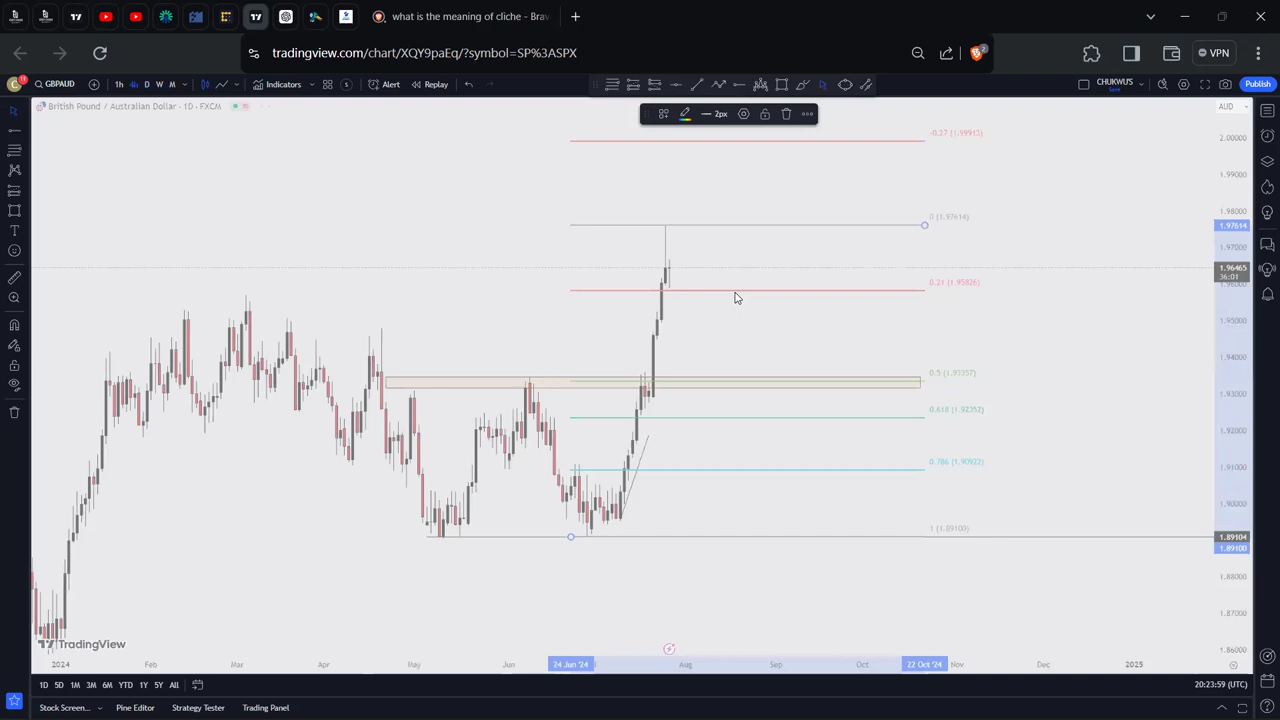 what is the meaning of cliche - Brav
tradingview.com/chart/XQY9paEq/?symbol=SP%3ASPX
2
VPN
C
11
GBPAUD
1h
4h
D
W
M
Indicators
Alert
Replay
CHUKWUS'
Save
Publish
British Pound / Australian Dollar · 1D · FXCM
2px
AUD
-0.27 (1.99913)
2.00000
1.99000
1.98000
0 (1.97614)
1.97614
1.97000
1.96465
36:01
0.21 (1.95826)
1.96000
1.95000
1.94000
0.5 (1.93357)
1.93000
0.618 (1.92352)
1.92000
0.786 (1.90922)
1.91000
1.90000
1 (1.89100)
1.89104
1.89100
1.88000
1.87000
1.86000
TradingView
2024
Feb
Mar
Apr
May
Jun
24 Jun '24
Aug
Sep
Oct
22 Oct '24
Nov
Dec
2025
1D
5D
1M
3M
6M
YTD
1Y
5Y
All
20:23:59 (UTC)
Stock Screen...
Pine Editor
Strategy Tester
Trading Panel